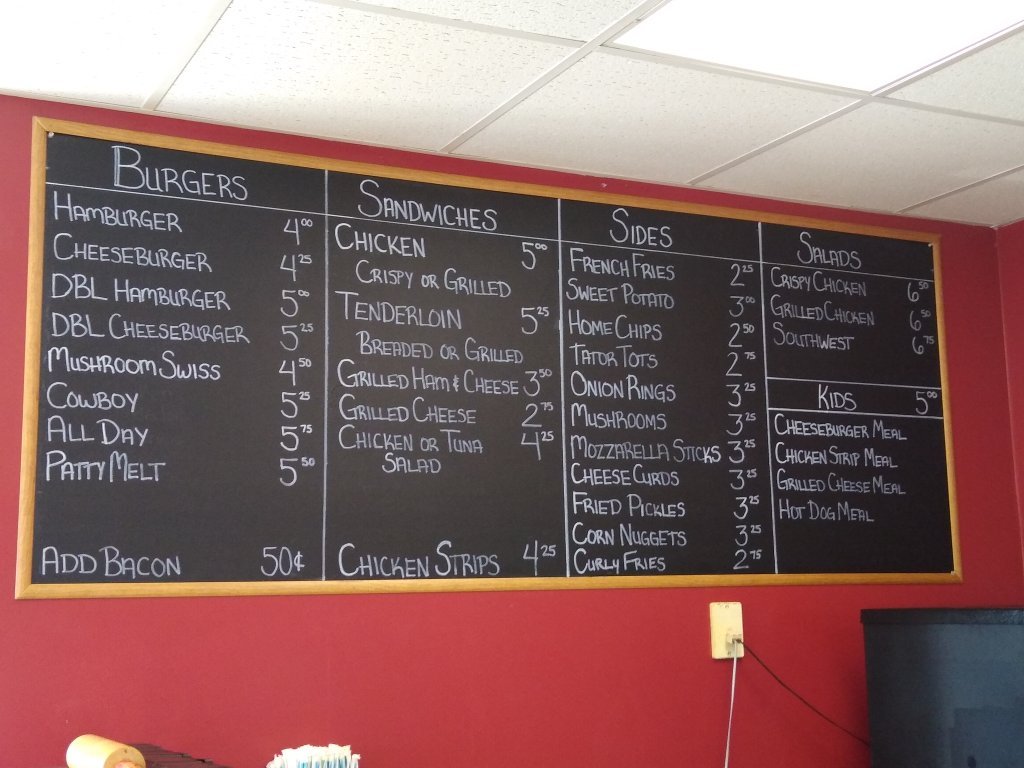 BURGERS
HAMBURGER 4.00
CHEESEBURGER 4.25
DBL HAMBURGER 5.00
DBL CHEESEBURGER 5.25
MUSHROOM SWISS 4.50
COWBOY 5.25
ALL DAY 5.75
PATTY MELT 5.50
ADD BACON 50¢
SANDWICHES
CHICKEN 5.00
CRISPY OR GRILLED
TENDERLOIN 5.25
BREADED OR GRILLED
GRILLED HAM & CHEESE 3.50
GRILLED CHEESE 2.75
CHICKEN OR TUNA 4.25
SALAD
CHICKEN STRIPS 4.25
SIDES
FRENCH FRIES 2.25
SWEET POTATO 3.00
HOME CHIPS 2.50
TATOR TOTS 2.75
ONION RINGS 3.25
MUSHROOMS 3.25
MOZZARELLA STICKS 3.25
CHEESE CURDS 3.25
FRIED PICKLES 3.25
CORN NUGGETS 3.25
CURLY FRIES 2.75
SALADS
CRISPY CHICKEN 6.50
GRILLED CHICKEN 6.50
SOUTHWEST 6.75
KIDS 5.00
CHEESEBURGER MEAL
CHICKEN STRIP MEAL
GRILLED CHEESE MEAL
HOT DOG MEAL